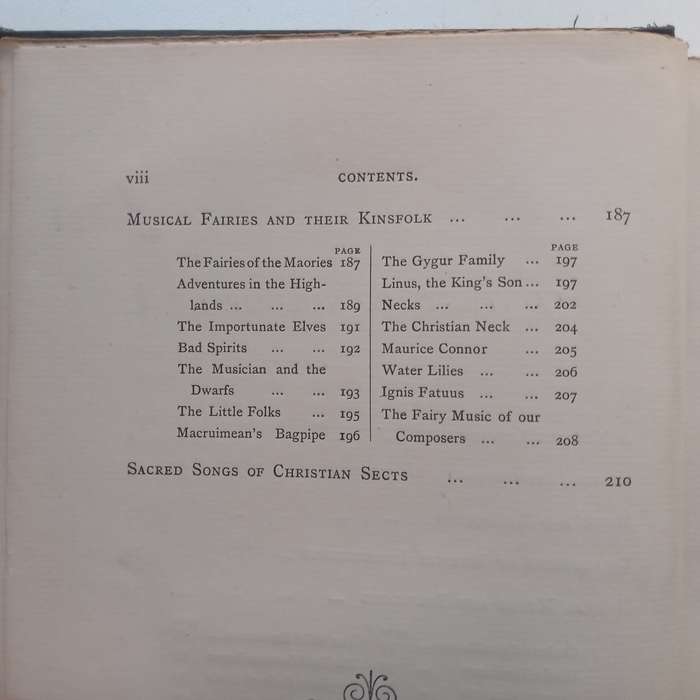 viii CONTENTS.
MUSICAL FAIRIES AND THEIR KINSFOLK ... ... ... 187
PAGE
The Fairies of the Maories 187
Adventures in the High-
lands ... ... ... 189
The Importunate Elves 191
Bad Spirits ... ... 192
The Musician and the
Dwarfs ... ... 193
The Little Folks ... 195
Macruimean's Bagpipe 196
PAGE
The Gygur Family ... 197
Linus, the King's Son ... 197
Necks ... ... ... 202
The Christian Neck ... 204
Maurice Connor ... 205
Water Lilies ... ... 206
Ignis Fatuus ... ... 207
The Fairy Music of our
Composers ... ... 208
SACRED SONGS OF CHRISTIAN SECTS ... ... ... 210